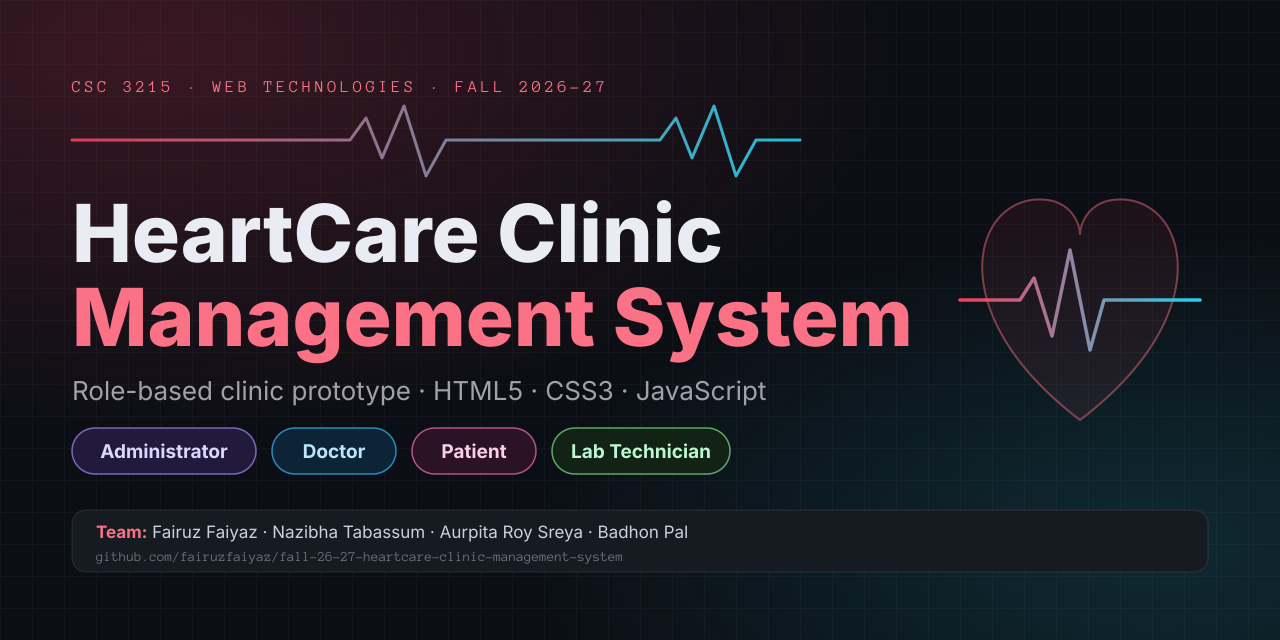 CSC 3215 · WEB TECHNOLOGIES · FALL 2026-27
HeartCare Clinic
Management System
Role-based clinic prototype · HTML5 · CSS3 · JavaScript
Administrator Doctor Patient Lab Technician
Team: Fairuz Faiyaz · Nazibha Tabassum · Aurpita Roy Sreya · Badhon Pal
github.com/fairuzfaiyaz/fall-26-27-heartcare-clinic-management-system